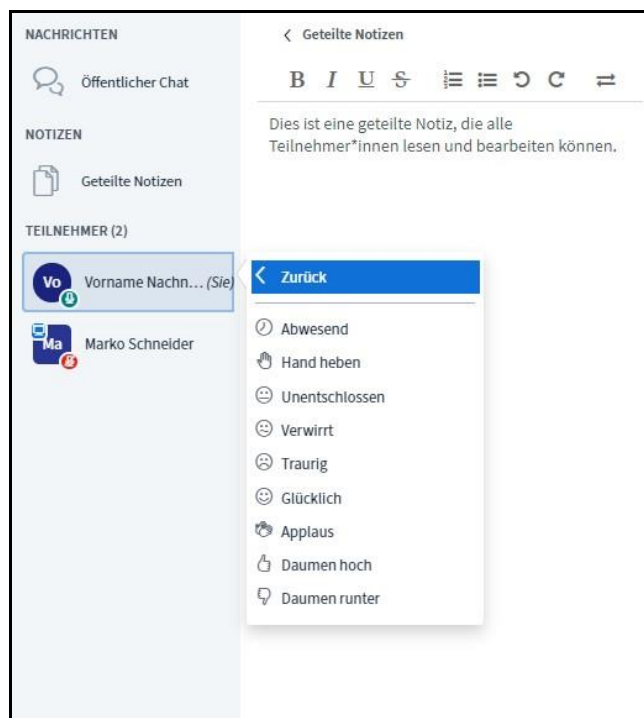 NACHRICHTEN
Öffentlicher Chat
NOTIZEN
Geteilte Notizen
TEILNEHMER (2)
Vo Vorname Nachn... (Sie)
Ma Marko Schneider
Geteilte Notizen
B I U S
Dies ist eine geteilte Notiz, die alle
Teilnehmer*innen lesen und bearbeiten können.
Zurück
Abwesend
Hand heben
Unentschlossen
Verwirrt
Traurig
Glücklich
Applaus
Daumen hoch
Daumen runter